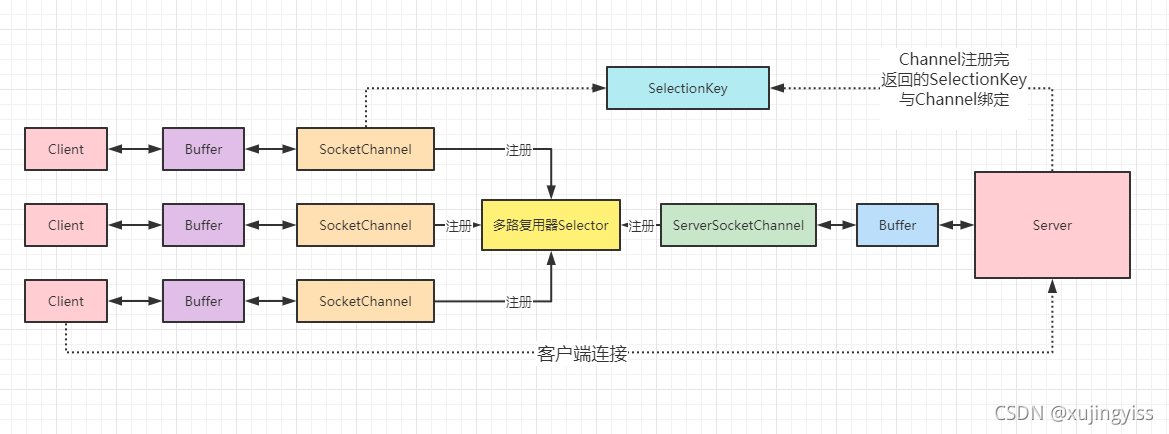 Channel注册完
返回的SelectionKey
与Channel绑定
SelectionKey
Client
Buffer
SocketChannel
注册
Client
Buffer
SocketChannel
注册
多路复用器Selector
注册
ServerSocketChannel
Buffer
Server
Client
Buffer
SocketChannel
注册
客户端连接
CSDN @xujingyiss